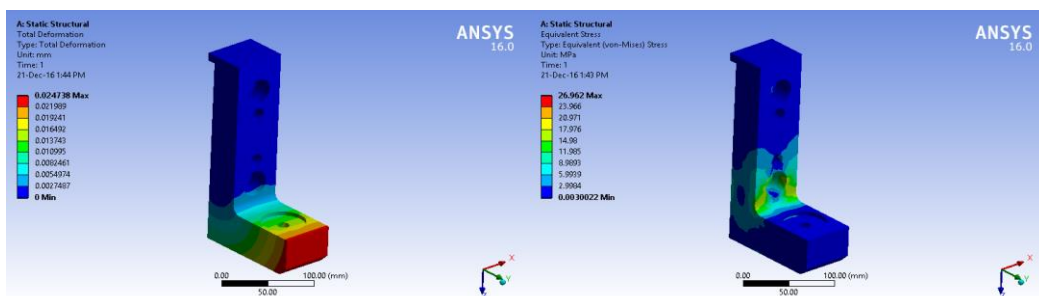 A: Static Structural
Total Deformation
Type: Total Deformation
Unit: mm
Time: 1
21-Dec-16 1:44 PM
0.024738 Max
0.021989
0.019241
0.016492
0.013743
0.010995
0.0082461
0.0054974
0.0027487
0 Min
ANSYS
16.0
0.00
100.00 (mm)
50.00
X
Y
Z
A: Static Structural
Equivalent Stress
Type: Equivalent (von-Mises) Stress
Unit: MPa
Time: 1
21-Dec-16 1:43 PM
26.962 Max
23.966
20.971
17.976
14.98
11.985
8.9893
5.9939
2.9984
0.0030022 Min
ANSYS
16.0
0.00
100.00 (mm)
50.00
X
Y